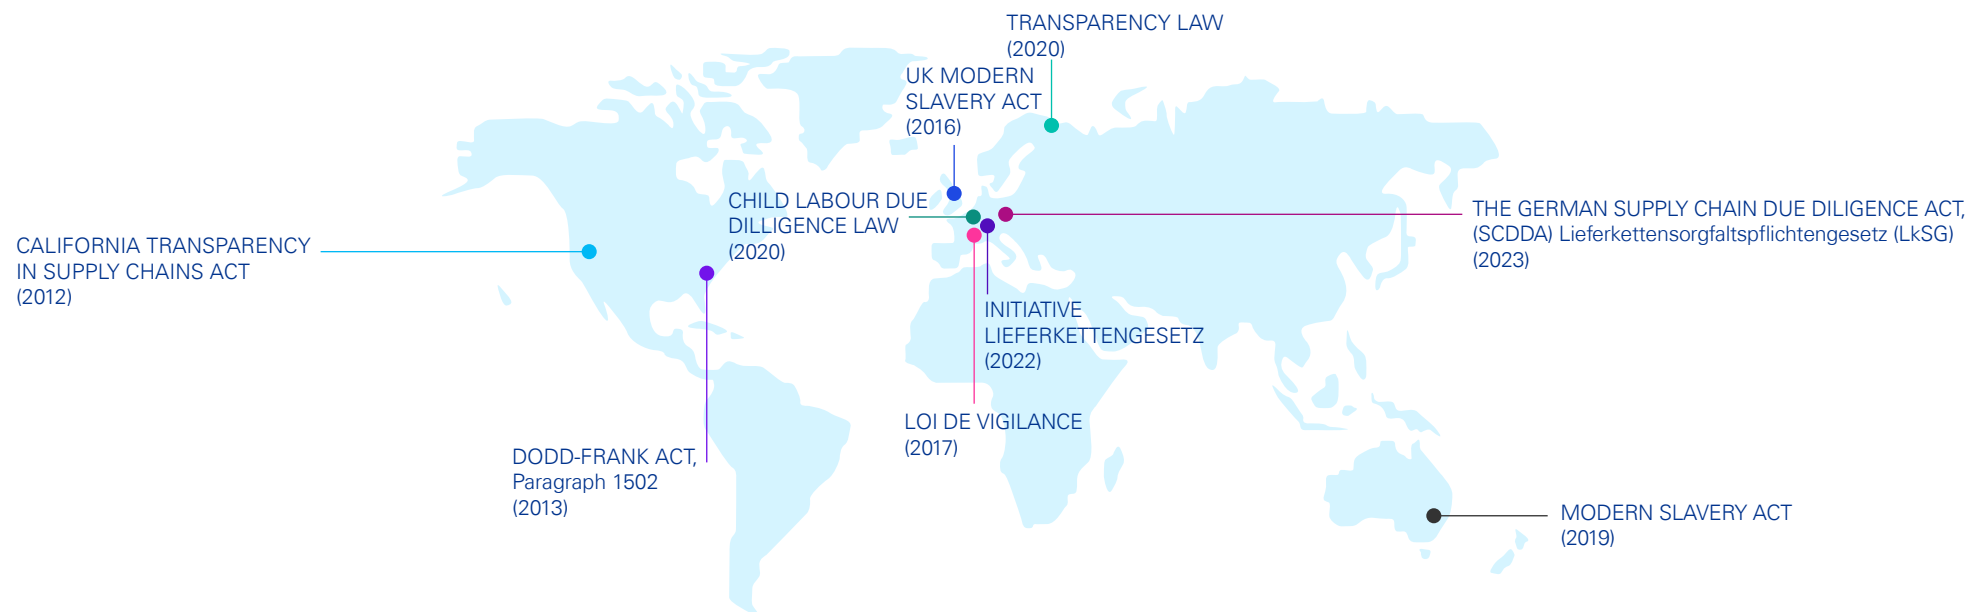 TRANSPARENCY LAW
(2020)
UK MODERN
SLAVERY ACT
(2016)
CHILD LABOUR DUE
DILLIGENCE LAW
(2020)
THE GERMAN SUPPLY CHAIN DUE DILIGENCE ACT,
(SCDDA) Lieferkettensorgfaltspflichtengesetz (LkSG)
(2023)
CALIFORNIA TRANSPARENCY
IN SUPPLY CHAINS ACT
(2012)
INITIATIVE
LIEFERKETTENGESETZ
(2022)
LOI DE VIGILANCE
(2017)
DODD-FRANK ACT,
Paragraph 1502
(2013)
MODERN SLAVERY ACT
(2019)